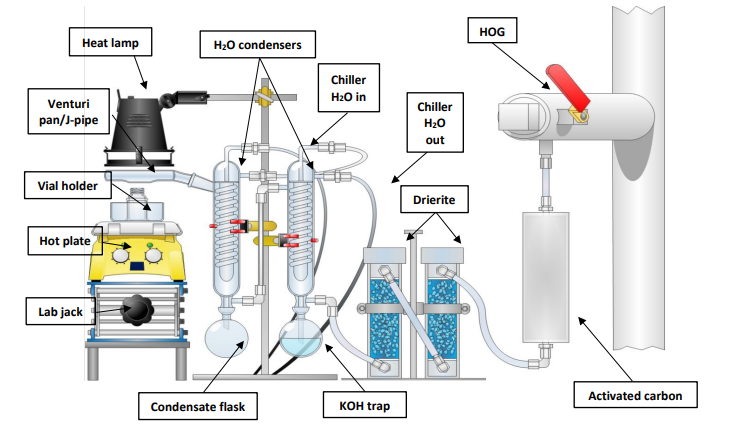 Heat lamp
H₂O condensers
HOG
Chiller
H₂O in
Venturi
pan/J-pipe
Chiller
H₂O
out
Vial holder
Drierite
Hot plate
Lab jack
Condensate flask
KOH trap
Activated carbon